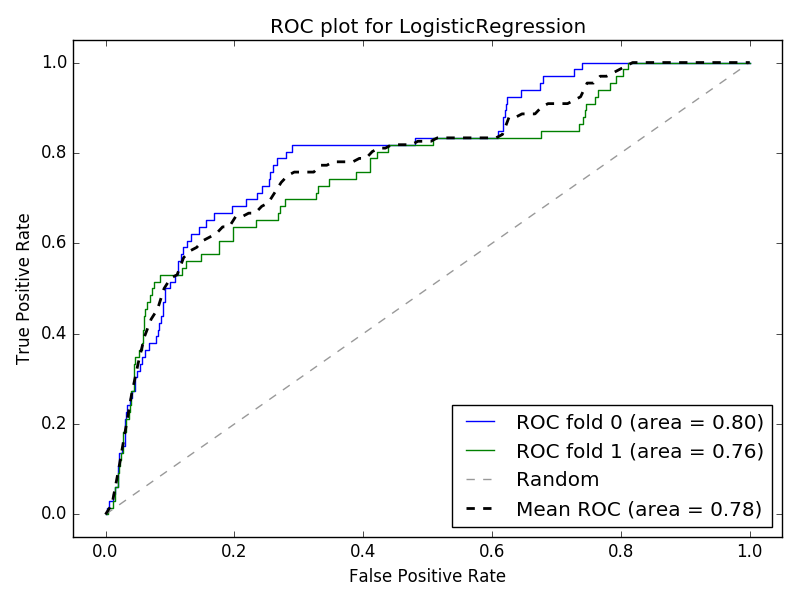 ROC plot for LogisticRegression
True Positive Rate
1.0
0.8
0.6
0.4
0.2
0.0
ROC fold 0 (area = 0.80)
ROC fold 1 (area = 0.76)
Random
Mean ROC (area = 0.78)
0.0 0.2 0.4 0.6 0.8 1.0
False Positive Rate